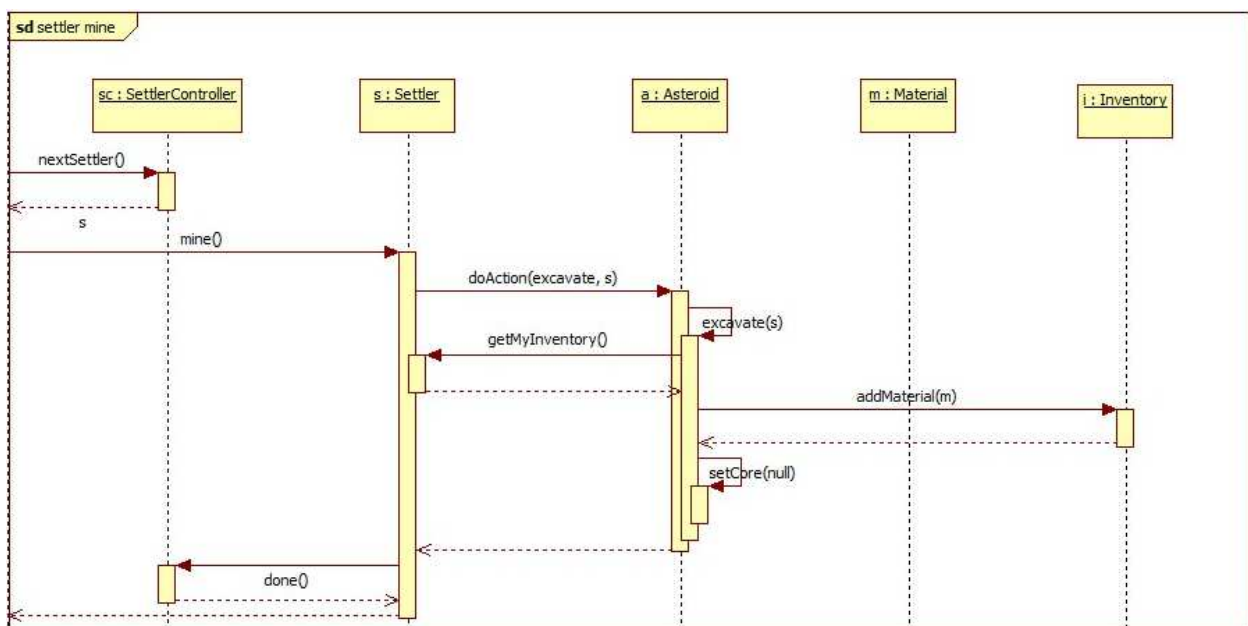 sd settler mine
sc : SettlerController
s : Settler
a : Asteroid
m : Material
i : Inventory
nextSettler()
s
mine()
doAction(excavate, s)
excavate(s)
getMyInventory()
addMaterial(m)
setCore(null)
done()